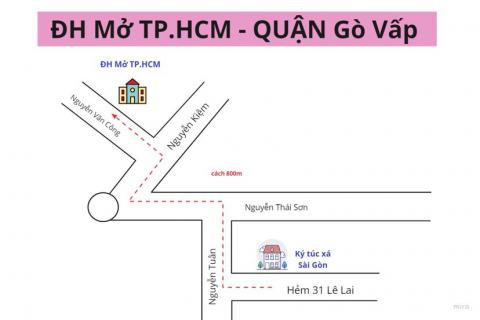 ĐH Mở TP.HCM - QUẬN Gò Vấp
ĐH Mở TP.HCM
Nguyễn Văn Công
Nguyễn Kiệm
cách 800m
Nguyễn Thái Sơn
Nguyễn Tuân
Ký túc xá
Sài Gòn
Hẻm 31 Lê Lai
miro